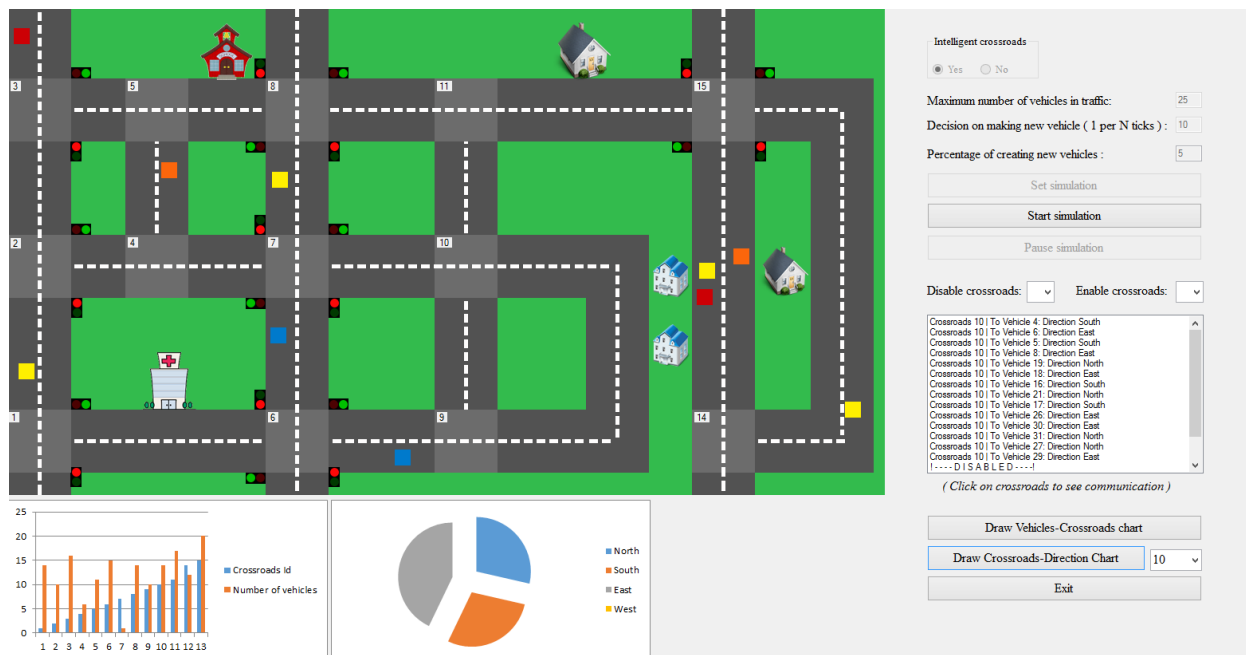 Intelligent crossroads
Yes No
Maximum number of vehicles in traffic: 25
Decision on making new vehicle ( 1 per N ticks ) : 10
Percentage of creating new vehicles : 5
Set simulation
Start simulation
Pause simulation
Disable crossroads: Enable crossroads:
Crossroads 10 | To Vehicle 4: Direction South
Crossroads 10 | To Vehicle 6: Direction East
Crossroads 10 | To Vehicle 5: Direction South
Crossroads 10 | To Vehicle 8: Direction East
Crossroads 10 | To Vehicle 19: Direction North
Crossroads 10 | To Vehicle 18: Direction East
Crossroads 10 | To Vehicle 16: Direction South
Crossroads 10 | To Vehicle 21: Direction North
Crossroads 10 | To Vehicle 17: Direction South
Crossroads 10 | To Vehicle 26: Direction East
Crossroads 10 | To Vehicle 30: Direction East
Crossroads 10 | To Vehicle 31: Direction North
Crossroads 10 | To Vehicle 27: Direction North
Crossroads 10 | To Vehicle 29: Direction East
!----DISABLED----!
( Click on crossroads to see communication )
Draw Vehicles-Crossroads chart
Draw Crossroads-Direction Chart 10
Exit
3 5 8 11 15
2 4 7 10
1 6 9 14
25
20
15
10
5
0
1 2 3 4 5 6 7 8 9 10 11 12 13
Crossroads Id
Number of vehicles
North
South
East
West